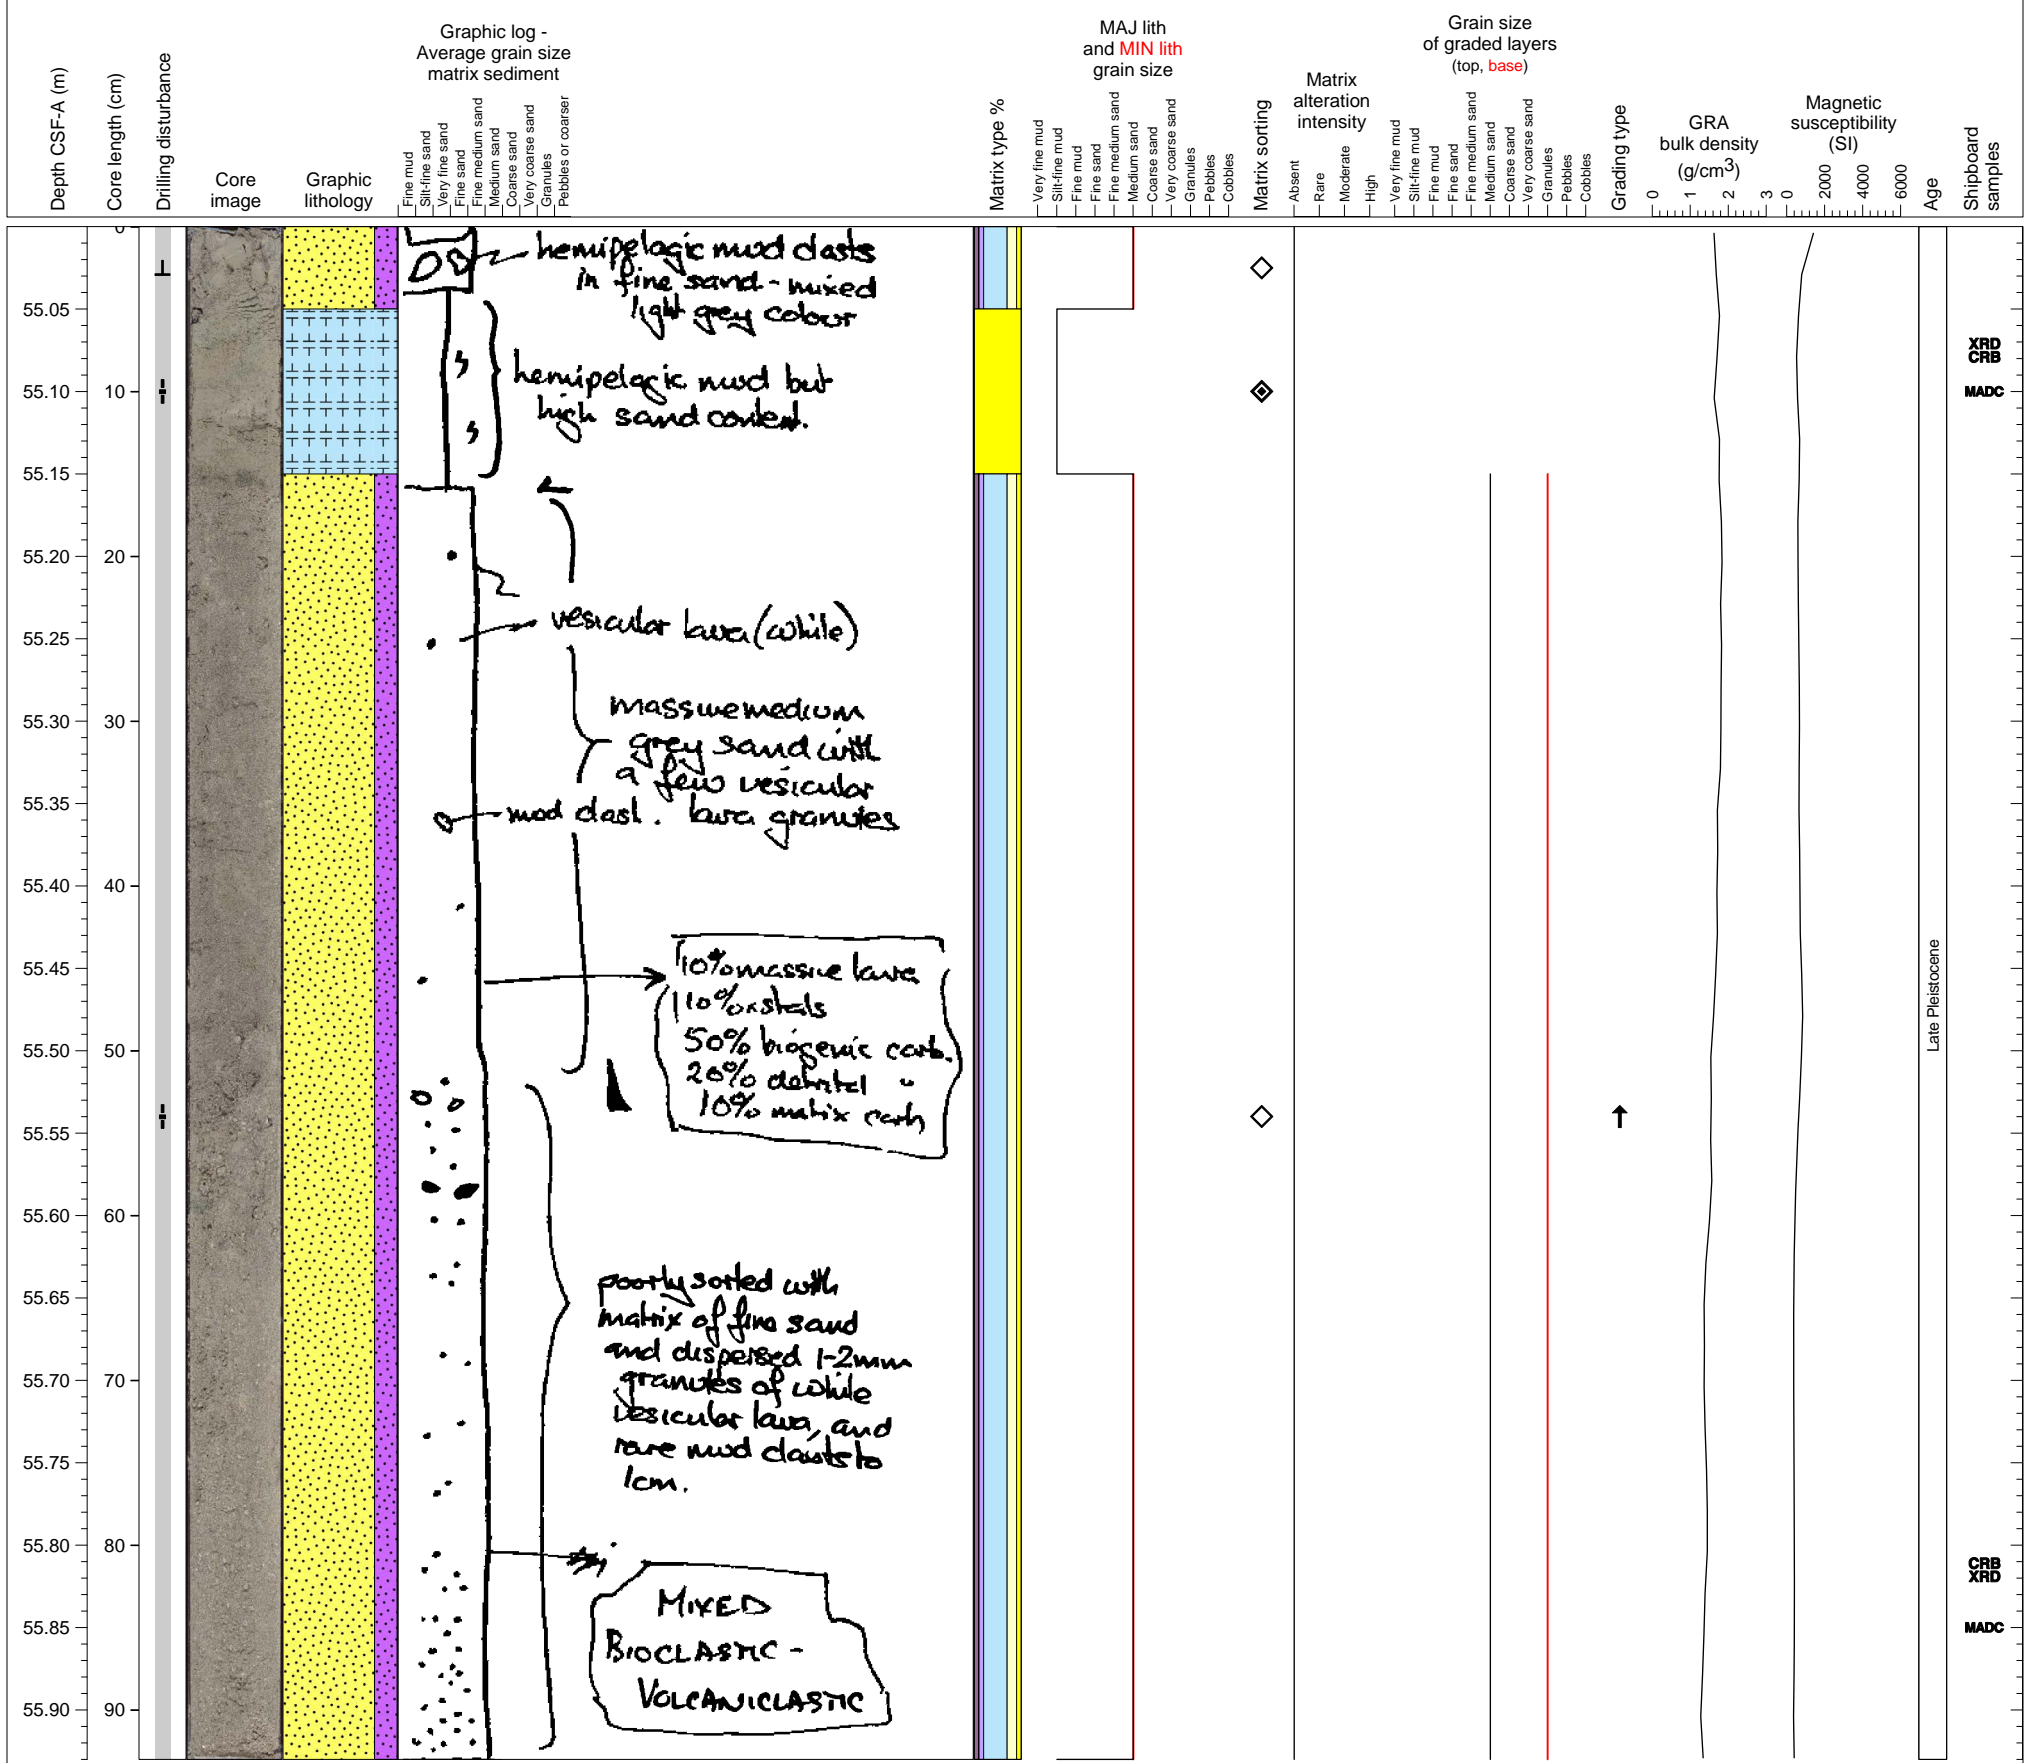 Depth CSF-A (m)
Core length (cm)
Drilling disturbance
Core
image
Graphic
lithology
Graphic log -
Average grain size
matrix sediment
Fine mud
Silt-fine sand
Very fine sand
Fine sand
Fine medium sand
Medium sand
Coarse sand
Very coarse sand
Granules
Pebbles or coarser
Matrix type %
MAJ lith
and MIN lith
grain size
Very fine mud
Silt-fine mud
Fine mud
Fine sand
Fine medium sand
Medium sand
Coarse sand
Very coarse sand
Granules
Pebbles
Cobbles
Matrix sorting
Matrix
alteration
intensity
Absent
Rare
Moderate
High
Grain size
of graded layers
(top, base)
Very fine mud
Silt-fine mud
Fine mud
Fine sand
Fine medium sand
Medium sand
Coarse sand
Very coarse sand
Granules
Pebbles
Cobbles
Grading type
GRA
bulk density
(g/cm3)
0 1 2 3
Magnetic
susceptibility
(SI)
0 2000 4000 6000
Age
Shipboard
samples
0
hemipelagic mud clasts
in fine sand - mixed
light grey colour
55.05
XRD
CRB
hemipelagic mud but
high sand content.
55.10 10
MADC
55.15
55.20 20
vesicular lava (while)
55.25
55.30 30
massive medium
grey sand with
a few vesicular
lava granules
mod clast.
55.35
55.40 40
55.45
10% massive lava
10% xstals
50% biogenic carb.
20% detrital "
10% matrix carb
Late Pleistocene
55.50 50
55.55
55.60 60
55.65
poorly sorted with
matrix of fine sand
and dispersed 1-2mm
granules of while
vesicular lava, and
rare mud clasts to
1cm.
55.70 70
55.75
55.80 80
CRB
XRD
MIXED
BIOCLASTIC -
VOLCANICLASTIC
55.85
MADC
55.90 90